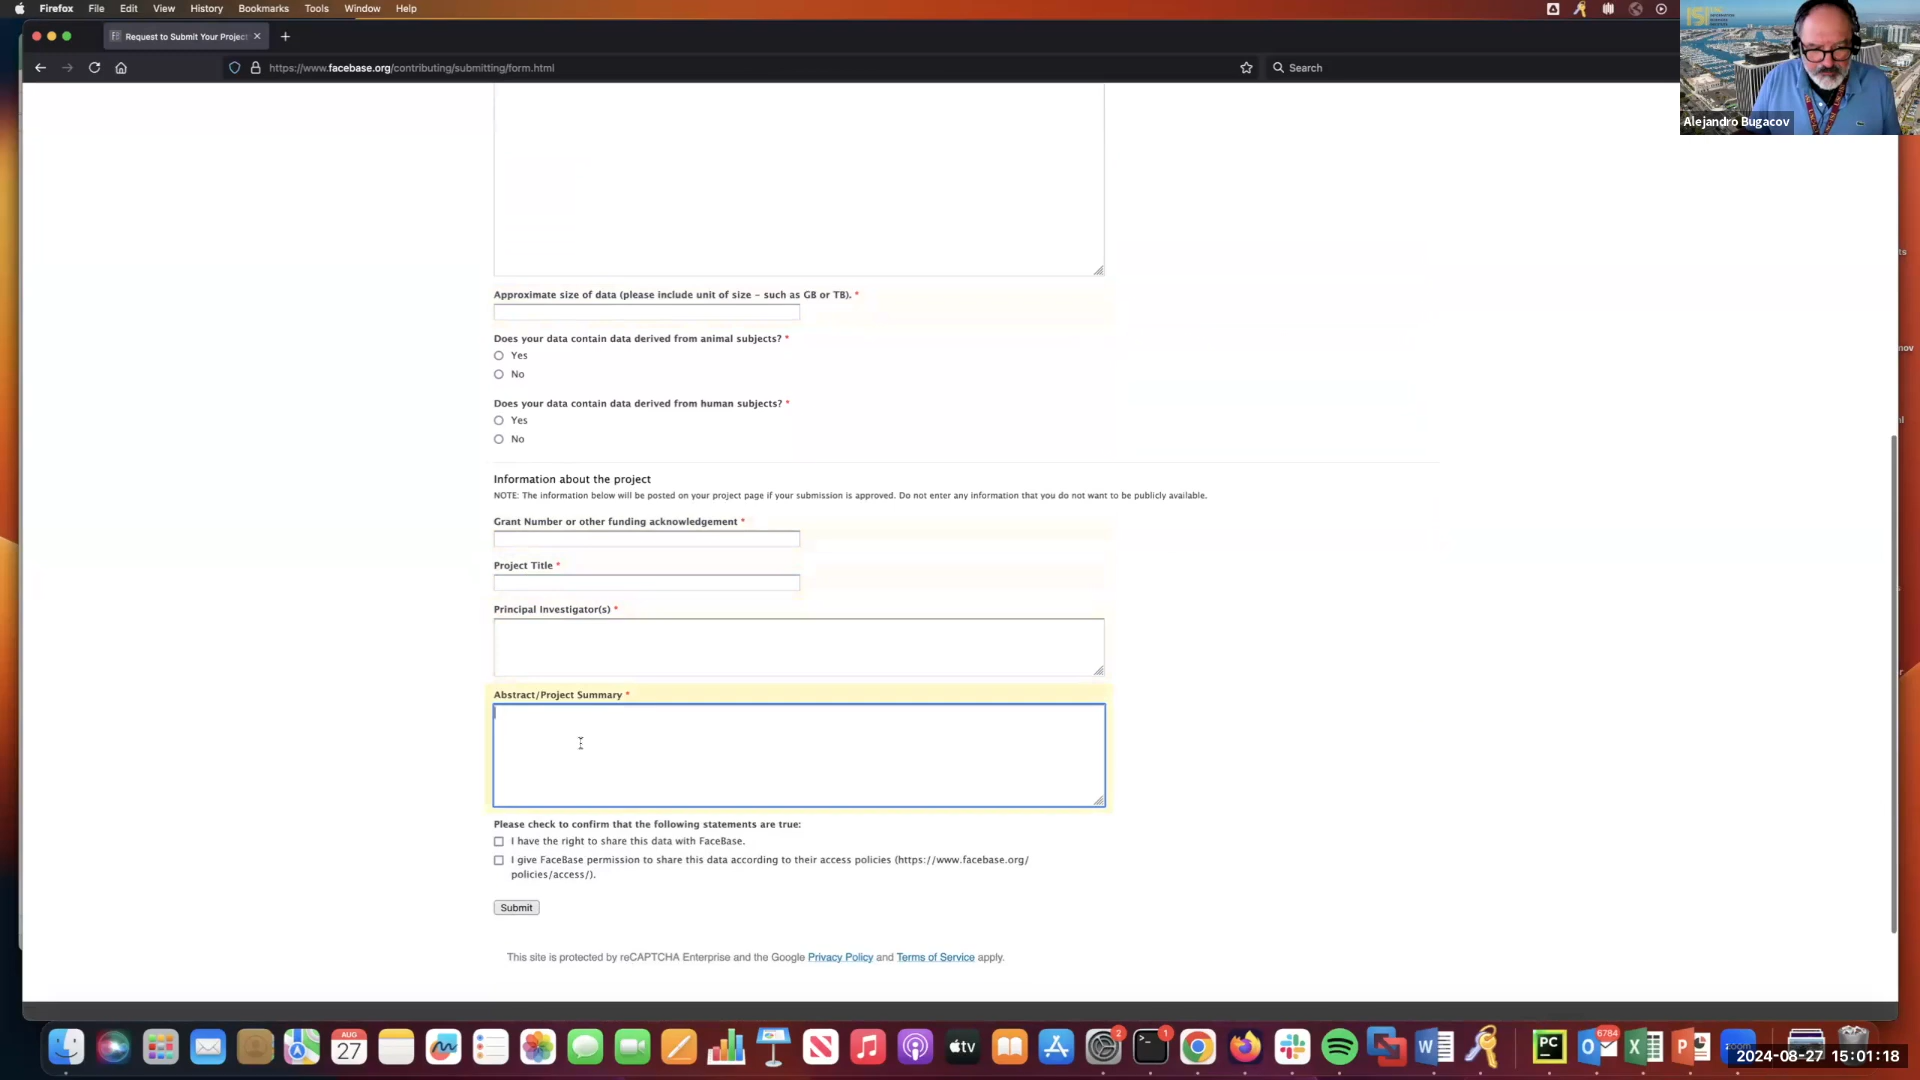 Firefox File Edit View History Bookmarks Tools Window Help
Request to Submit Your Project
https://www.facebase.org/contributing/submitting/form.html
Search
Alejandro Bugacov
Approximate size of data (please include unit of size - such as GB or TB). *
Does your data contain data derived from animal subjects? *
Yes
No
Does your data contain data derived from human subjects? *
Yes
No
Information about the project
NOTE: The information below will be posted on your project page if your submission is approved. Do not enter any information that you do not want to be publicly available.
Grant Number or other funding acknowledgement *
Project Title *
Principal Investigator(s) *
Abstract/Project Summary *
Please check to confirm that the following statements are true:
I have the right to share this data with FaceBase.
I give FaceBase permission to share this data according to their access policies (https://www.facebase.org/
policies/access/).
Submit
This site is protected by reCAPTCHA Enterprise and the Google Privacy Policy and Terms of Service apply.
AUG
27
tv
2
1
PC
6784
zoom
2024-08-27 15:01:18